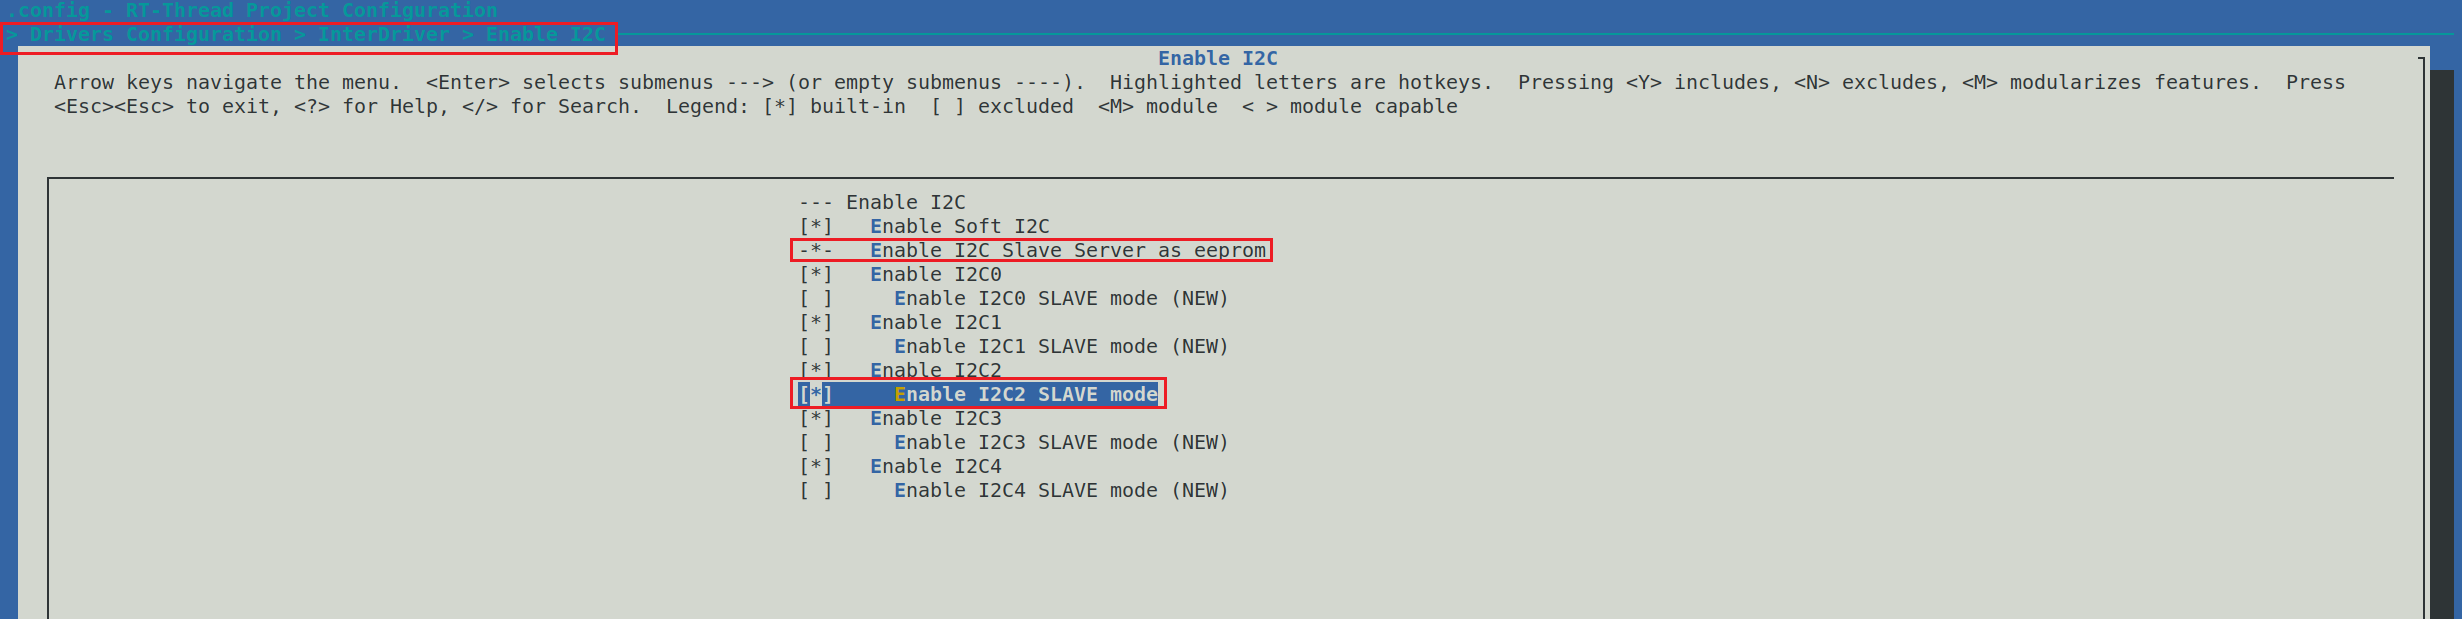 .config - RT-Thread Project Configuration
> Drivers Configuration > InterDriver > Enable I2C
Enable I2C
Arrow keys navigate the menu.  <Enter> selects submenus ---> (or empty submenus ----).  Highlighted letters are hotkeys.  Pressing <Y> includes, <N> excludes, <M> modularizes features.  Press
<Esc><Esc> to exit, <?> for Help, </> for Search.  Legend: [*] built-in  [ ] excluded  <M> module  < > module capable
--- Enable I2C
[*]   Enable Soft I2C
-*-   Enable I2C Slave Server as eeprom
[*]   Enable I2C0
[ ]     Enable I2C0 SLAVE mode (NEW)
[*]   Enable I2C1
[ ]     Enable I2C1 SLAVE mode (NEW)
[*]   Enable I2C2
[*]     Enable I2C2 SLAVE mode
[*]   Enable I2C3
[ ]     Enable I2C3 SLAVE mode (NEW)
[*]   Enable I2C4
[ ]     Enable I2C4 SLAVE mode (NEW)